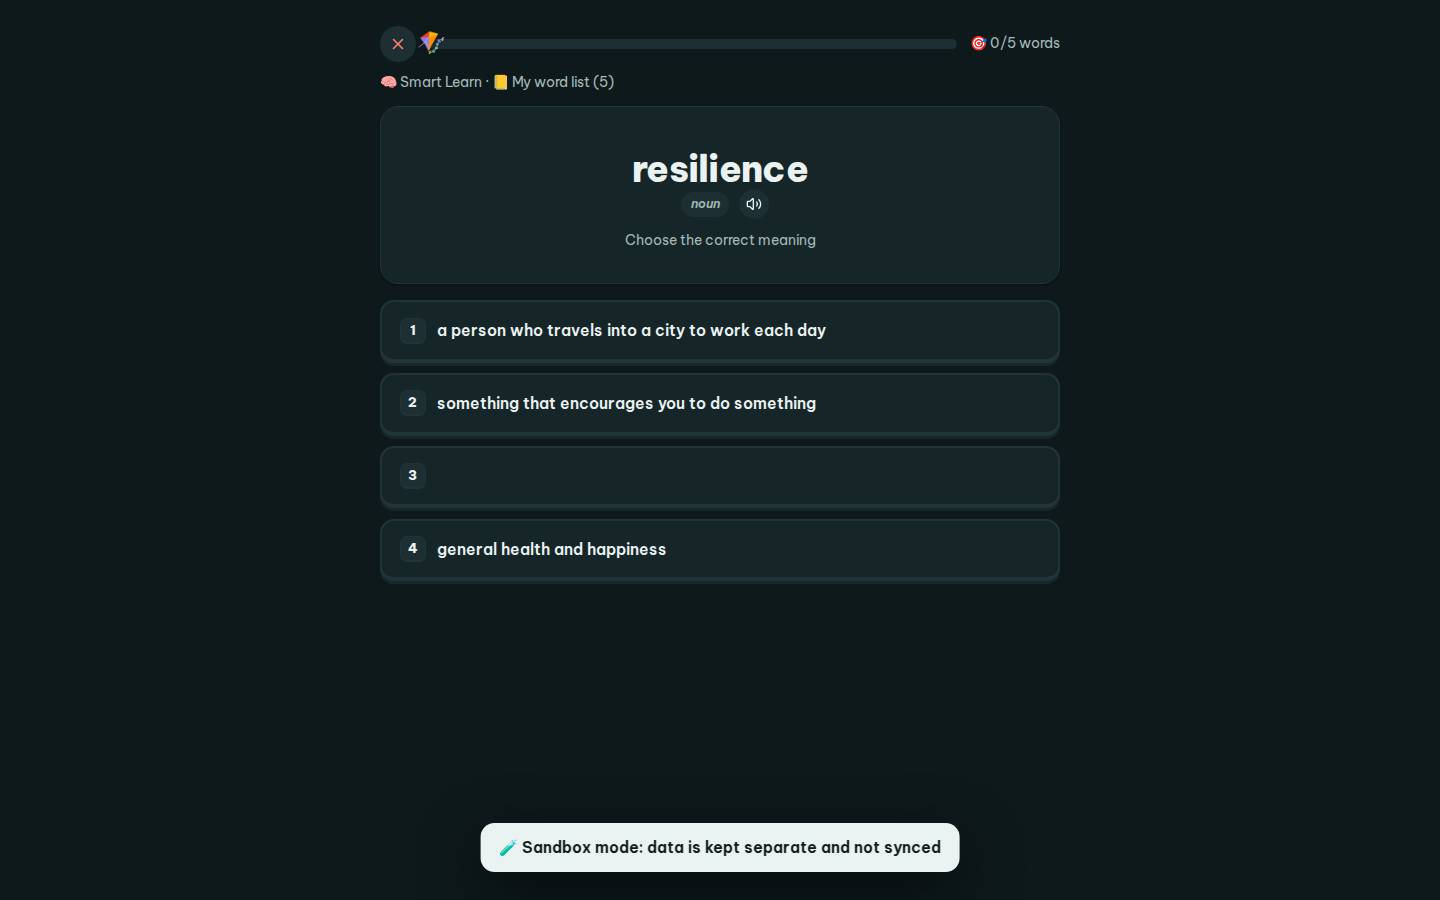 0/5 words
Smart Learn · My word list (5)
resilience
noun
Choose the correct meaning
1 a person who travels into a city to work each day
2 something that encourages you to do something
3
4 general health and happiness
Sandbox mode: data is kept separate and not synced